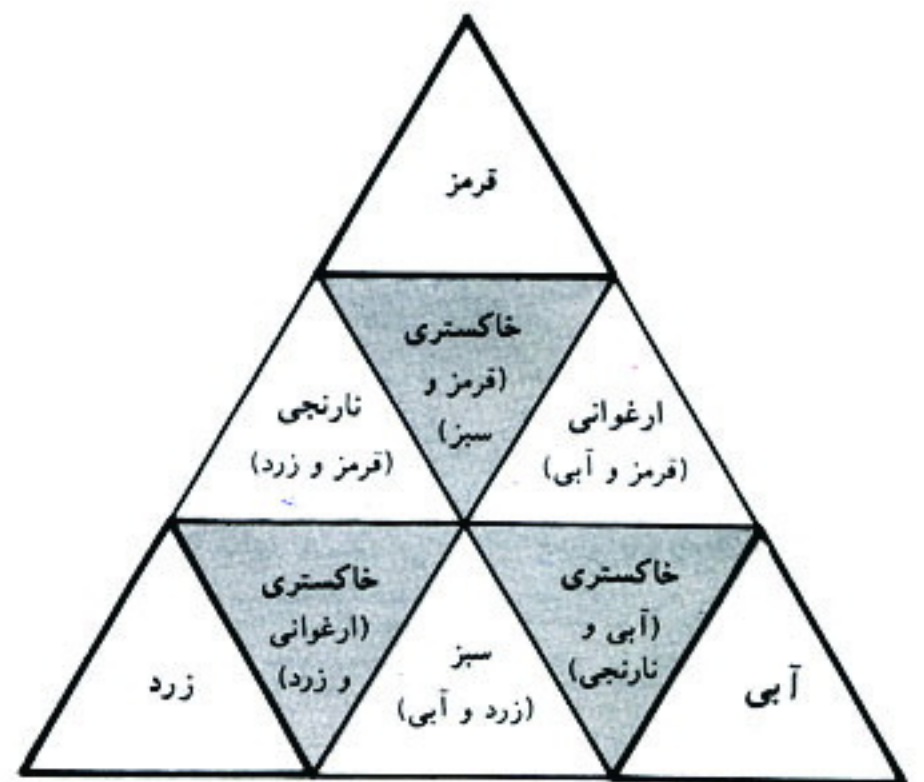 قرمز
خاکستری
(قرمز و
سبز)
ارغوانی
(قرمز و آبی)
نارنجی
(قرمز و زرد)
آبی
خاکستری
(آبی و
نارنجی)
سبز
(زرد و آبی)
خاکستری
(ارغوانی
و زرد)
زرد